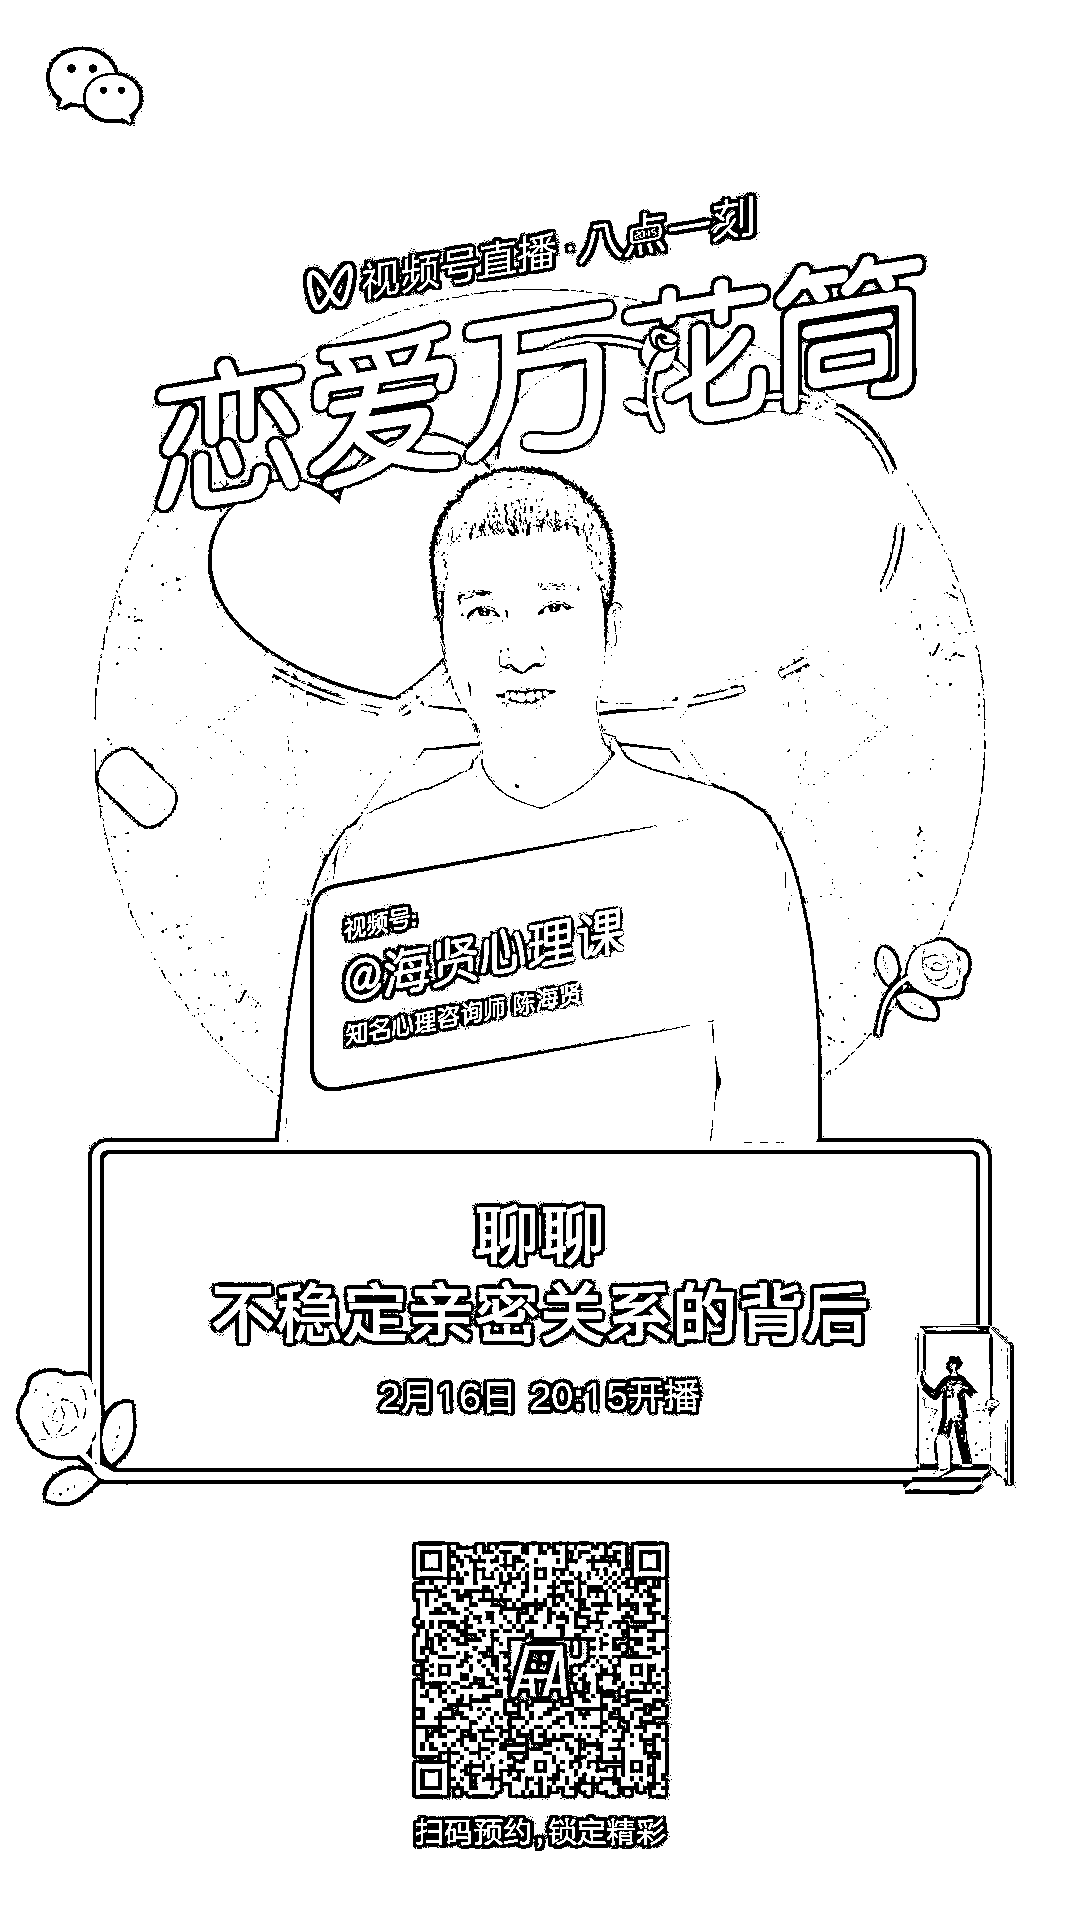 视频号直播·八点一刻
恋爱万花筒
视频号:
@海贤心理课
知名心理咨询师 陈海贤
聊聊
不稳定亲密关系的背后
2月16日 20:15开播
扫码预约,锁定精彩